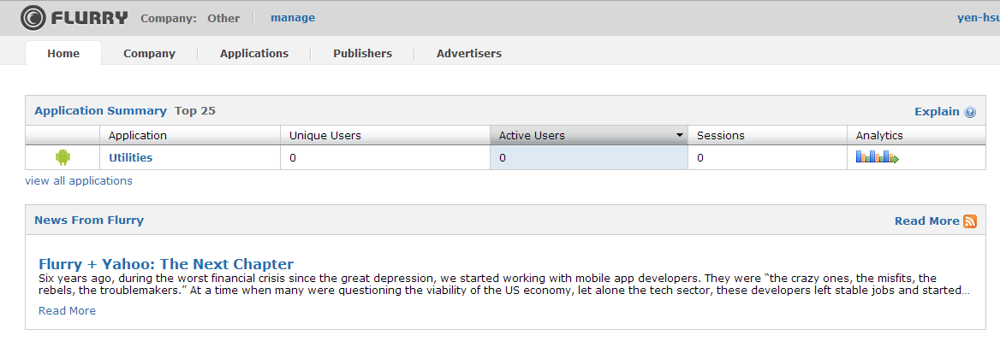 FLURRY Company: Other manage yen-hsu
Home Company Applications Publishers Advertisers
Application Summary Top 25 Explain ?
Application Unique Users Active Users Sessions Analytics
Utilities 0 0 0
view all applications
News From Flurry Read More
Flurry + Yahoo: The Next Chapter
Six years ago, during the worst financial crisis since the great depression, we started working with mobile app developers. They were “the crazy ones, the misfits, the
rebels, the troublemakers.” At a time when many were questioning the viability of the US economy, let alone the tech sector, these developers left stable jobs and started…
Read More